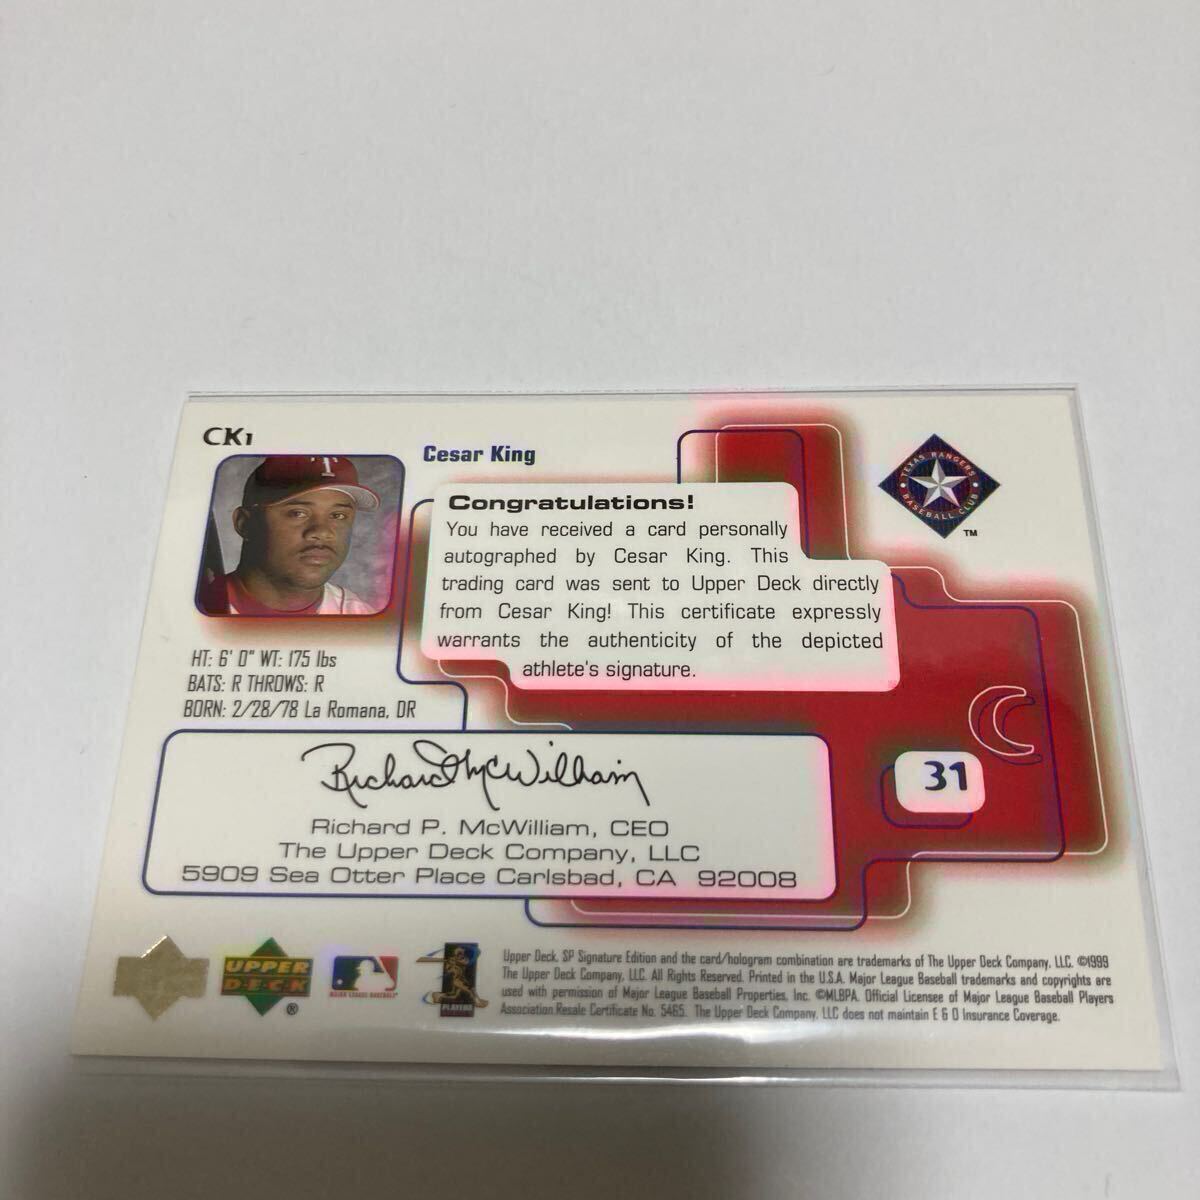 CK1
Cesar King
T
TEXAS RANGERS
BASEBALL CLUB
TM
Congratulations!
You have received a card personally
autographed by Cesar King. This
trading card was sent to Upper Deck directly
from Cesar King! This certificate expressly
warrants the authenticity of the depicted
athlete's signature.
HT: 6' 0" WT: 175 lbs
BATS: R THROWS: R
BORN: 2/28/78 La Romana, DR
C
31
Richard McWilliam
Richard P. McWilliam, CEO
The Upper Deck Company, LLC
5909 Sea Otter Place Carlsbad, CA 92008
UPPER
DECK
®
MAJOR LEAGUE BASEBALL
PLAYERS
Upper Deck, SP Signature Edition and the card/hologram combination are trademarks of The Upper Deck Company, LLC. ©1999
The Upper Deck Company, LLC. All Rights Reserved. Printed in the U.S.A. Major League Baseball trademarks and copyrights are
used with permission of Major League Baseball Properties, Inc. ©MLBPA. Official Licensee of Major League Baseball Players
Association Resale Certificate No. 5465. The Upper Deck Company, LLC does not maintain E & O Insurance Coverage.